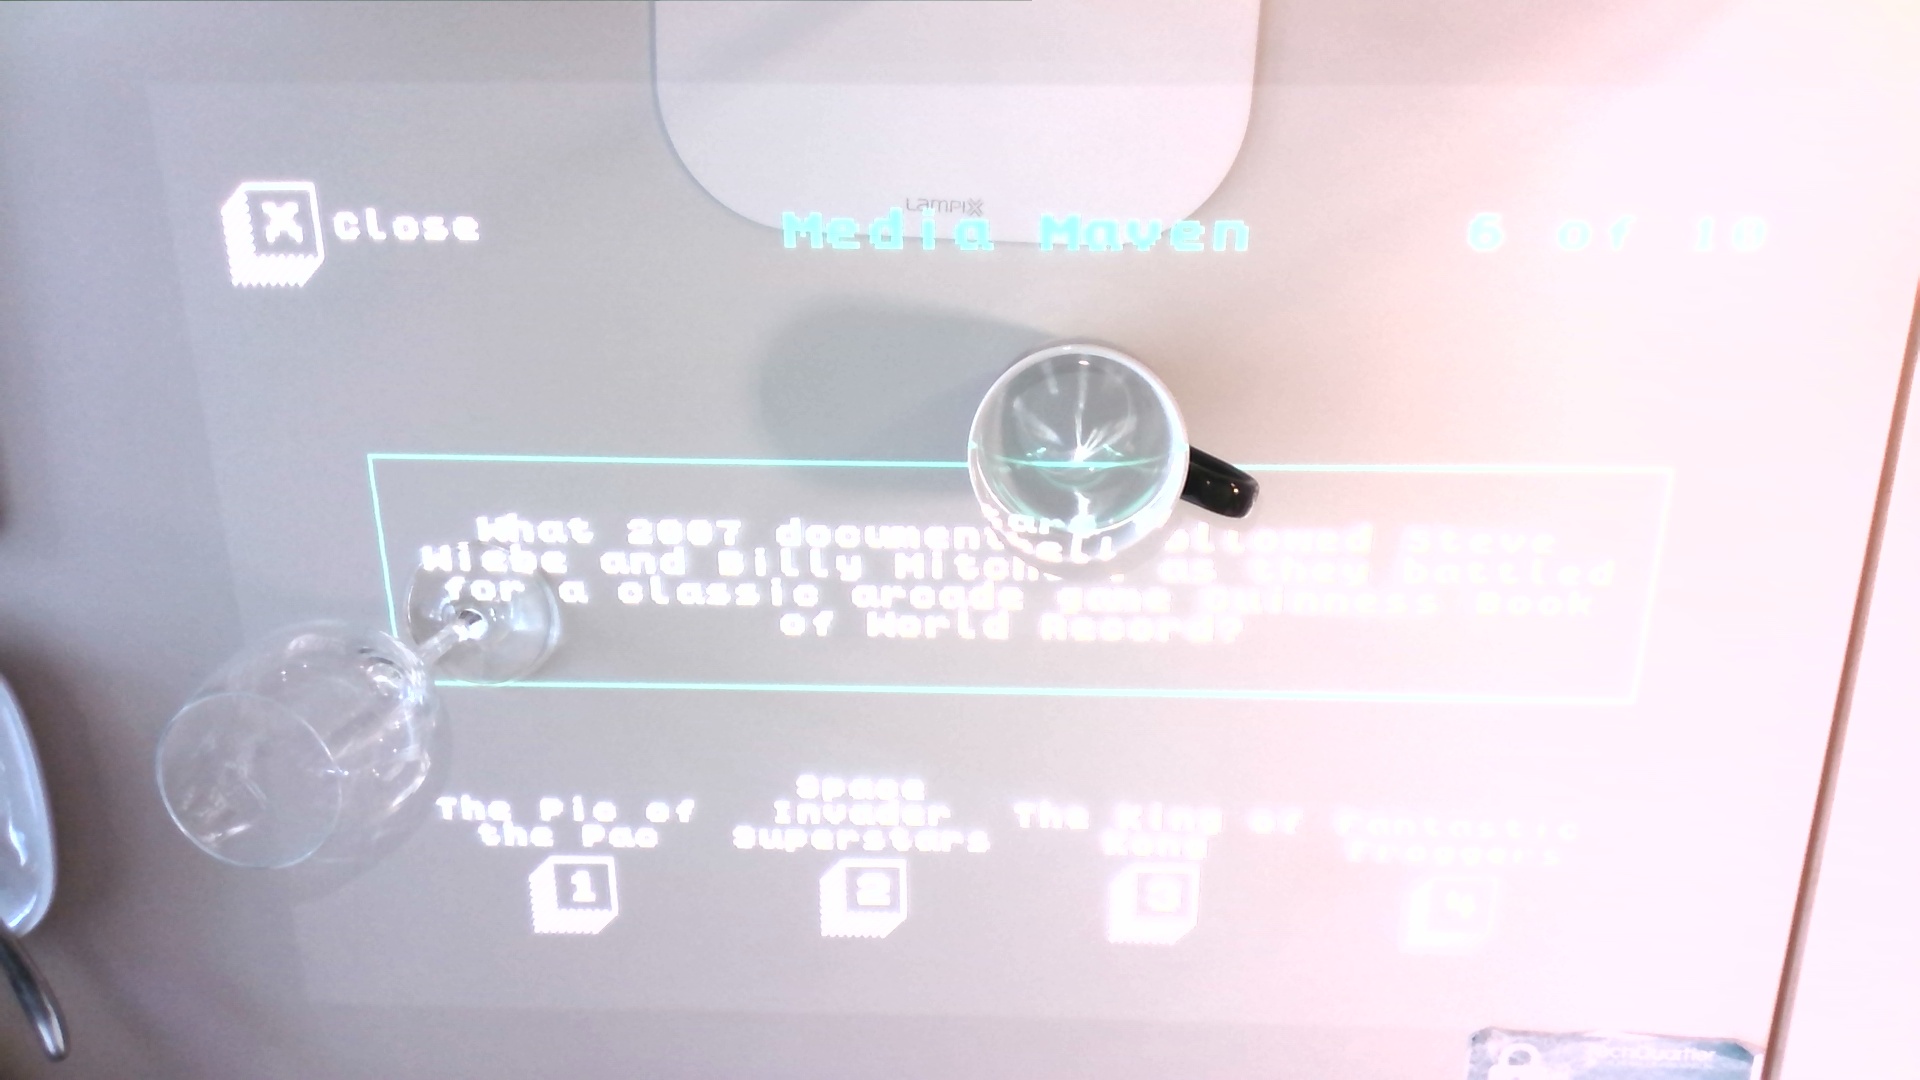 LAMPIX
X Close
Media Maven
6 of 10
What 2007 documentary allowed Steve
Wiebe and Billy Mitchell, as they battled
for a classic arcade game Guinness Book
of World Record?
The Pie of
the Pac
1
Space
Invader
Superstars
2
The King of
Kong
3
Fantastic
Froggers
4